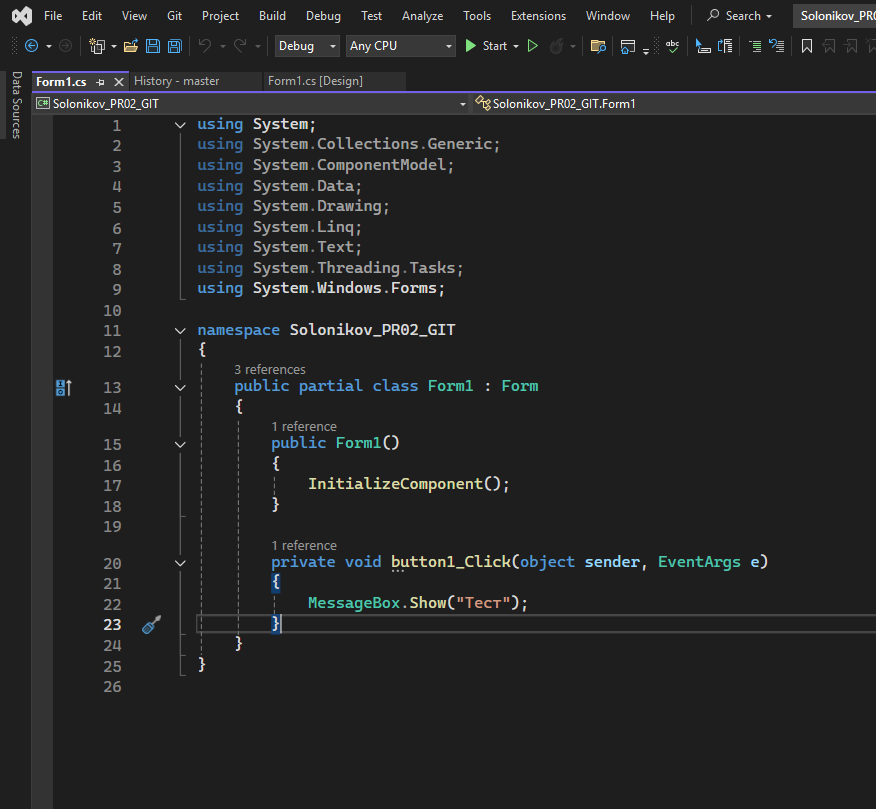 File Edit View Git Project Build Debug Test Analyze Tools Extensions Window Help Search Solonikov_PR0
Debug Any CPU Start
Data Sources
Form1.cs History - master Form1.cs [Design]
Solonikov_PR02_GIT Solonikov_PR02_GIT.Form1
1 using System;
2 using System.Collections.Generic;
3 using System.ComponentModel;
4 using System.Data;
5 using System.Drawing;
6 using System.Linq;
7 using System.Text;
8 using System.Threading.Tasks;
9 using System.Windows.Forms;
10
11 namespace Solonikov_PR02_GIT
12 {
3 references
13 public partial class Form1 : Form
14 {
1 reference
15 public Form1()
16 {
17 InitializeComponent();
18 }
19
1 reference
20 private void button1_Click(object sender, EventArgs e)
21 {
22 MessageBox.Show("Тест");
23 }
24 }
25 }
26